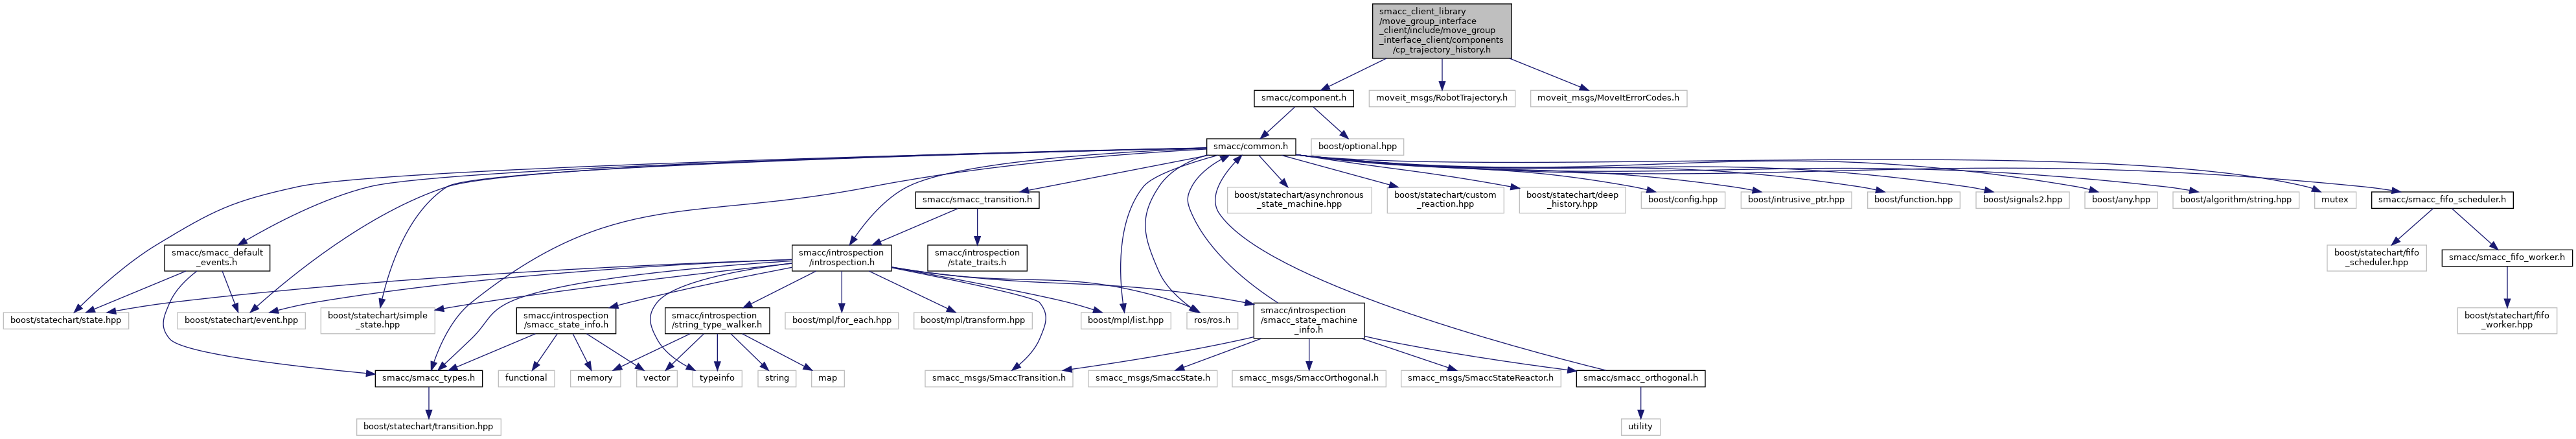 smacc_client_library
/move_group_interface
_client/include/move_group
_interface_client/components
/cp_trajectory_history.h
smacc/component.h
moveit_msgs/RobotTrajectory.h
moveit_msgs/MoveItErrorCodes.h
smacc/common.h
boost/optional.hpp
smacc/smacc_transition.h
boost/statechart/asynchronous
_state_machine.hpp
boost/statechart/custom
_reaction.hpp
boost/statechart/deep
_history.hpp
boost/config.hpp
boost/intrusive_ptr.hpp
boost/function.hpp
boost/signals2.hpp
boost/any.hpp
boost/algorithm/string.hpp
mutex
smacc/smacc_fifo_scheduler.h
smacc/smacc_default
_events.h
smacc/introspection
/introspection.h
smacc/introspection
/state_traits.h
boost/statechart/fifo
_scheduler.hpp
smacc/smacc_fifo_worker.h
boost/statechart/state.hpp
boost/statechart/event.hpp
boost/statechart/simple
_state.hpp
smacc/introspection
/smacc_state_info.h
smacc/introspection
/string_type_walker.h
boost/mpl/for_each.hpp
boost/mpl/transform.hpp
boost/mpl/list.hpp
ros/ros.h
smacc/introspection
/smacc_state_machine
_info.h
boost/statechart/fifo
_worker.hpp
smacc/smacc_types.h
functional
memory
vector
typeinfo
string
map
smacc_msgs/SmaccTransition.h
smacc_msgs/SmaccState.h
smacc_msgs/SmaccOrthogonal.h
smacc_msgs/SmaccStateReactor.h
smacc/smacc_orthogonal.h
boost/statechart/transition.hpp
utility